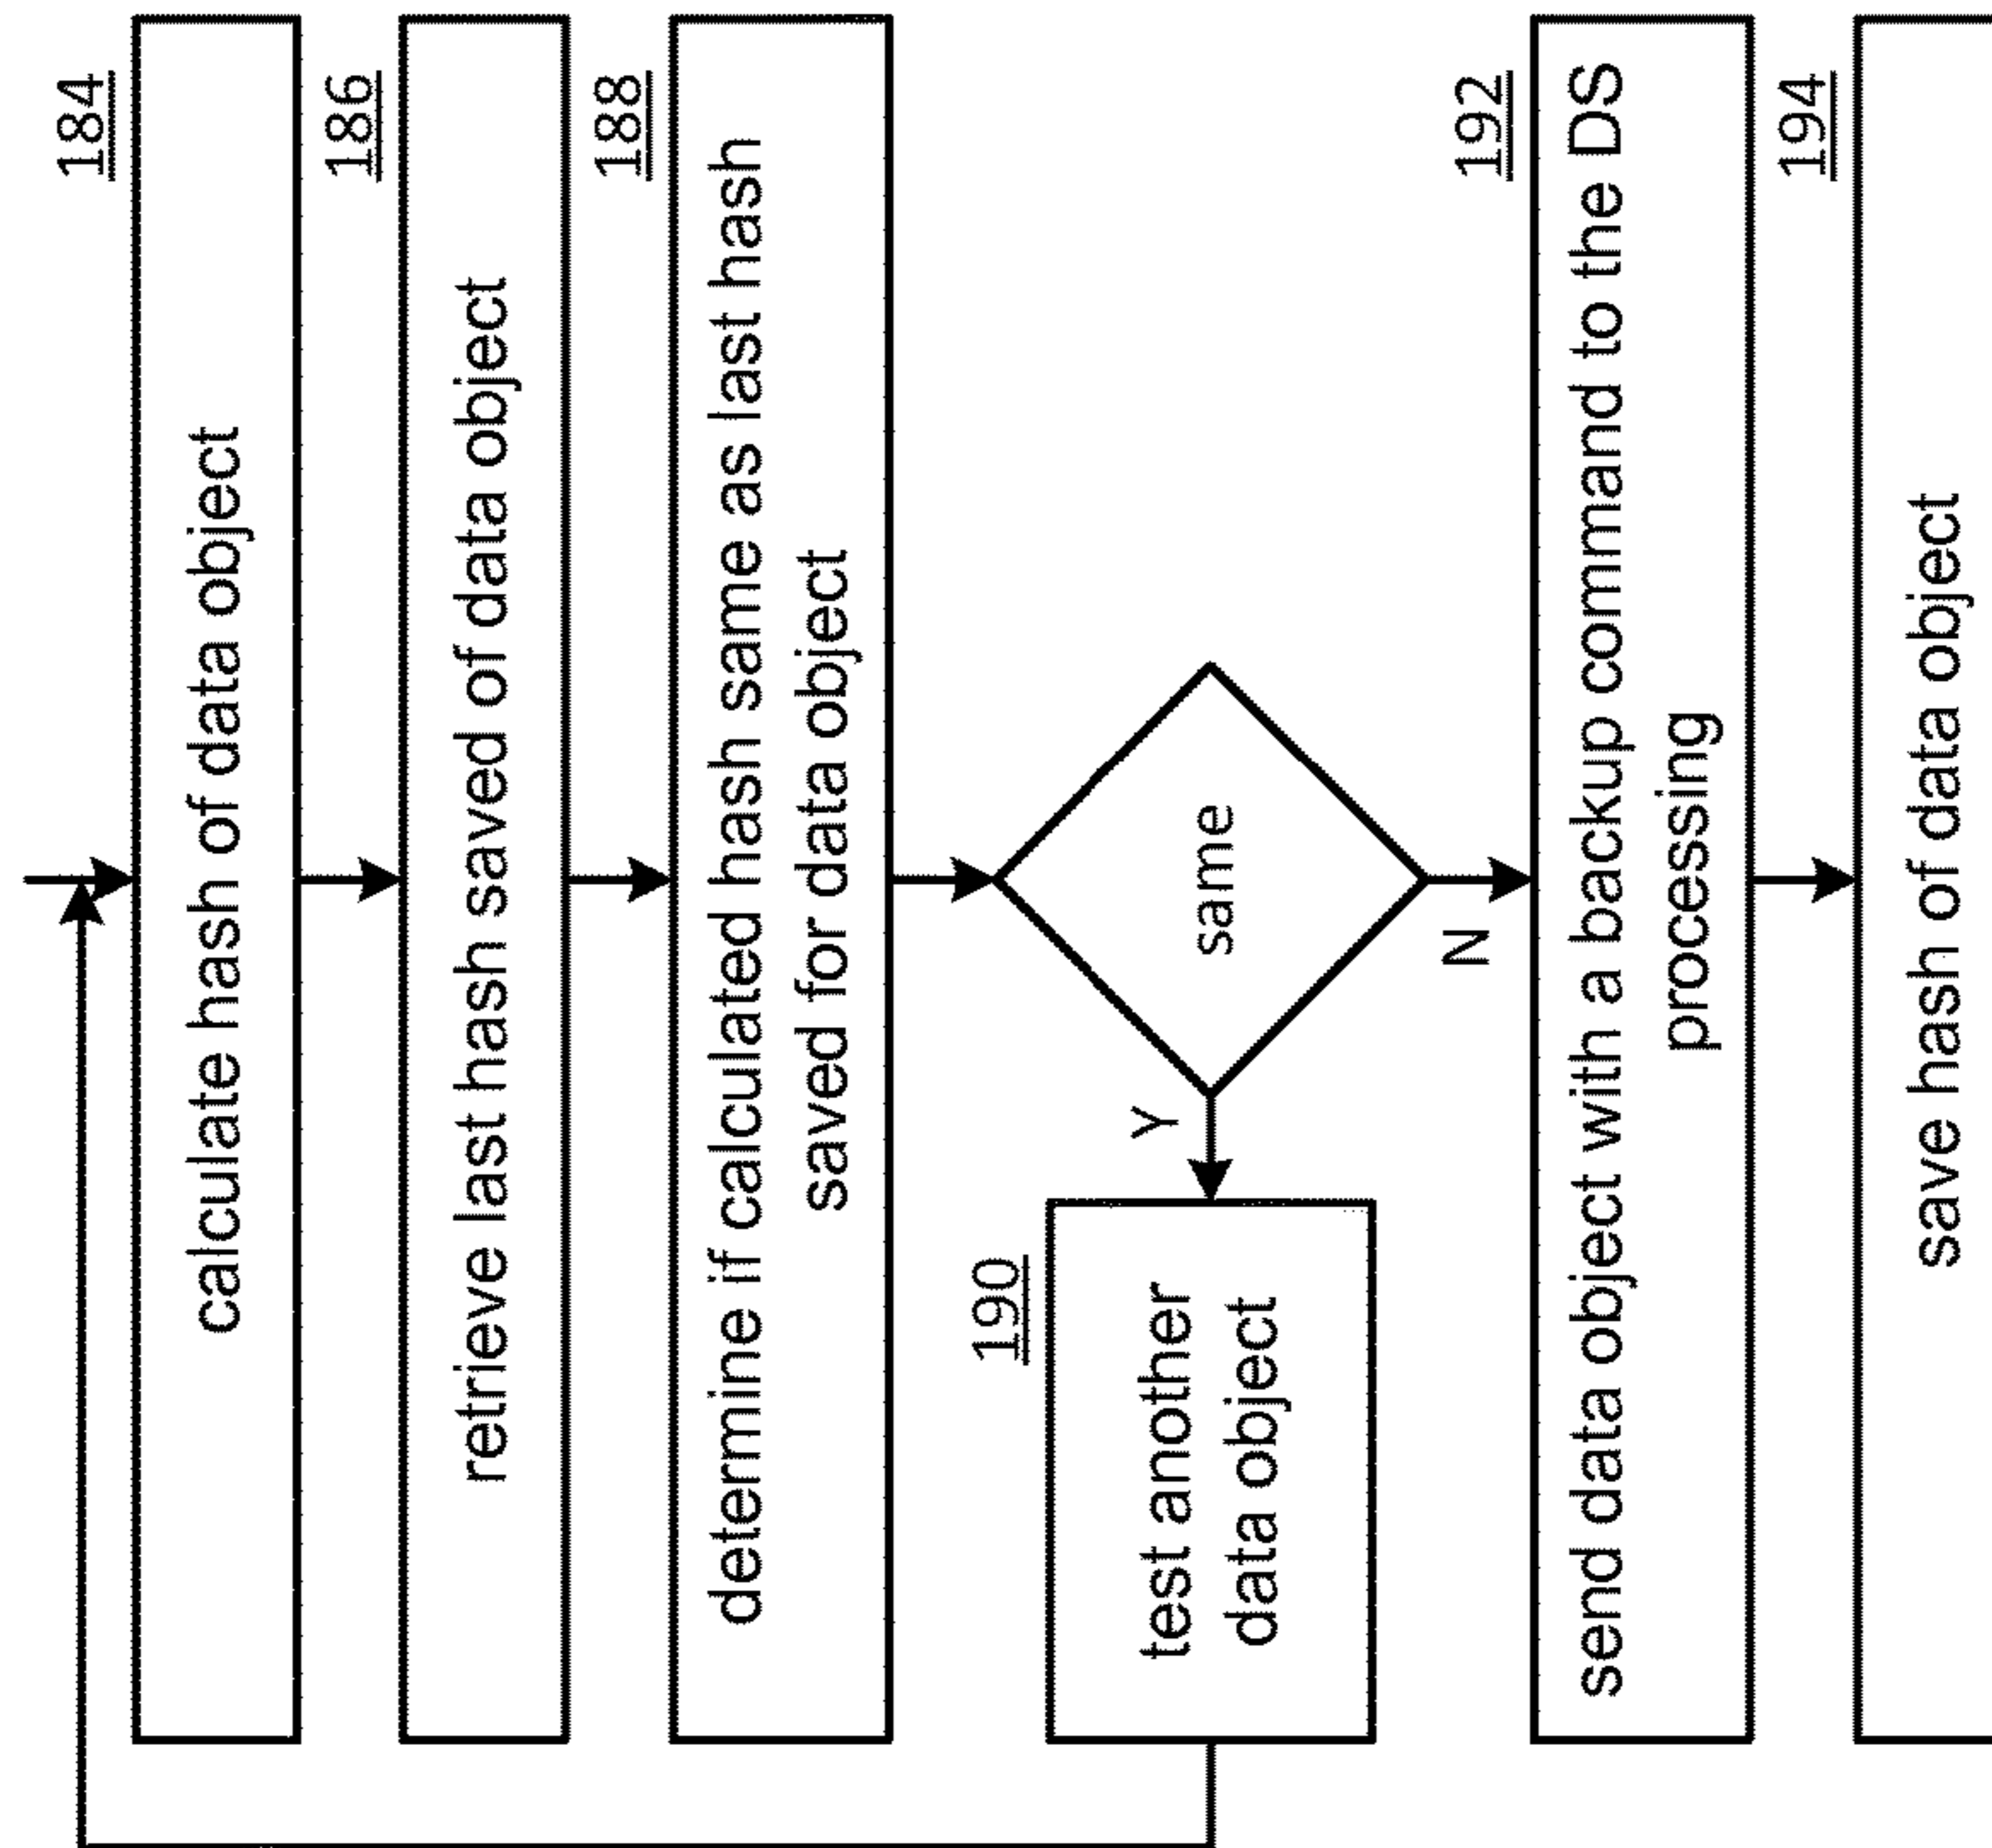 184
calculate hash of data object
186
retrieve last hash saved of data object
188
determine if calculated hash same as last hash
saved for data object
same
Y
N
190
test another
data object
192
send data object with a backup command to the DS
processing
194
save hash of data object